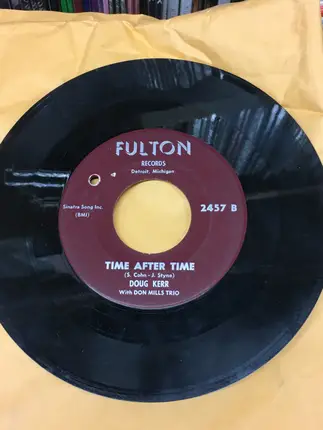 FULTON
RECORDS
Detroit, Michigan
Sinatra Song Inc.
(BMI)
2457 B
TIME AFTER TIME
(S. Cahn-J. Styne)
DOUG KERR
With DON MILLS TRIO